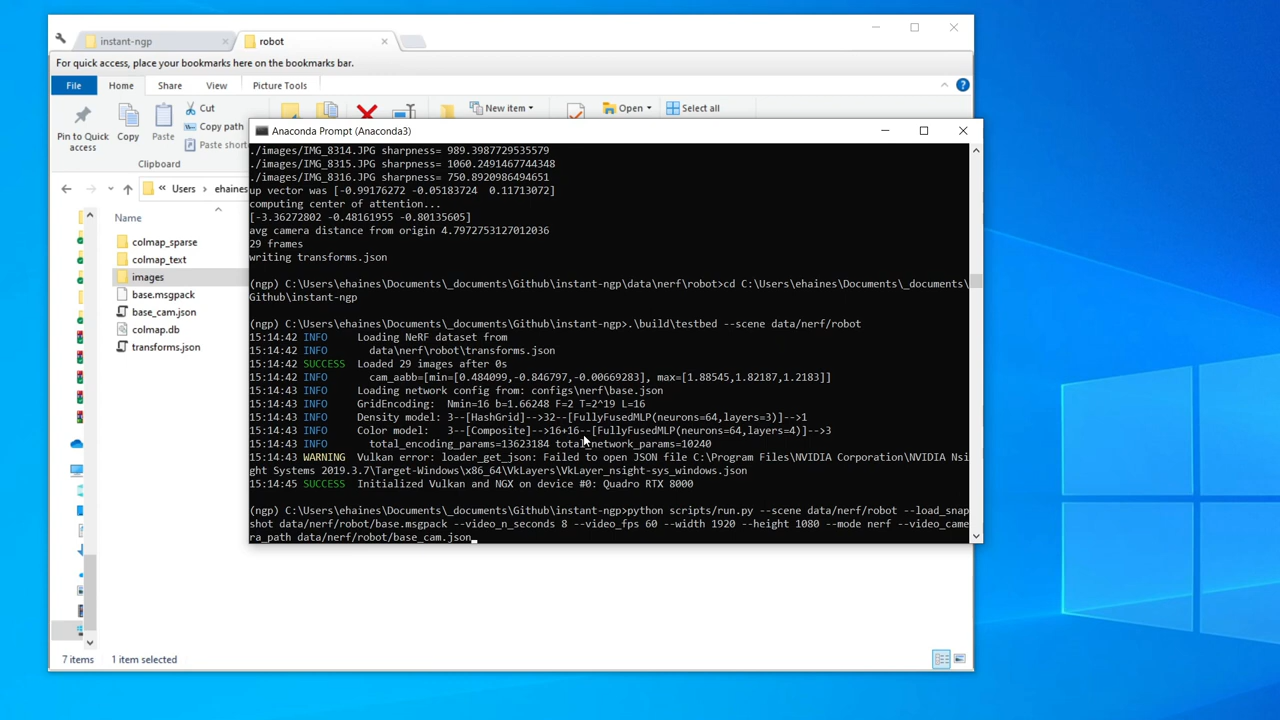 instant-ngp
robot
For quick access, place your bookmarks here on the bookmarks bar.
File
Home
Share
View
Picture Tools
Pin to Quick access
Copy
Paste
Cut
Copy path
Paste short
New item
Open
Select all
Clipboard
« Users › ehaines
Name
colmap_sparse
colmap_text
images
base.msgpack
base_cam.json
colmap.db
transforms.json
7 items
1 item selected
Anaconda Prompt (Anaconda3)
./images/IMG_8314.JPG sharpness= 989.3987729535579
./images/IMG_8315.JPG sharpness= 1060.2491467744348
./images/IMG_8316.JPG sharpness= 750.8920986494651
up vector was [-0.99176272 -0.05183724  0.11713072]
computing center of attention...
[-3.36272802 -0.48161955 -0.80135605]
avg camera distance from origin 4.7972753127012036
29 frames
writing transforms.json
(ngp) C:\Users\ehaines\Documents\_documents\Github\instant-ngp\data\nerf\robot>cd C:\Users\ehaines\Documents\_documents\
Github\instant-ngp
(ngp) C:\Users\ehaines\Documents\_documents\Github\instant-ngp>.\build\testbed --scene data/nerf/robot
15:14:42 INFO     Loading NeRF dataset from
15:14:42 INFO       data\nerf\robot\transforms.json
15:14:42 SUCCESS  Loaded 29 images after 0s
15:14:42 INFO       cam_aabb=[min=[0.484099,-0.846797,-0.00669283], max=[1.88545,1.82187,1.2183]]
15:14:43 INFO     Loading network config from: configs\nerf\base.json
15:14:43 INFO     GridEncoding:  Nmin=16 b=1.66248 F=2 T=2^19 L=16
15:14:43 INFO     Density model: 3--[HashGrid]-->32--[FullyFusedMLP(neurons=64,layers=3)]-->1
15:14:43 INFO     Color model:   3--[Composite]-->16+16--[FullyFusedMLP(neurons=64,layers=4)]-->3
15:14:43 INFO       total_encoding_params=13623184 total_network_params=10240
15:14:43 WARNING  Vulkan error: loader_get_json: Failed to open JSON file C:\Program Files\NVIDIA Corporation\NVIDIA Nsi
ght Systems 2019.3.7\Target-Windows\x86_64\VkLayers\VkLayer_nsight-sys_windows.json
15:14:45 SUCCESS  Initialized Vulkan and NGX on device #0: Quadro RTX 8000
(ngp) C:\Users\ehaines\Documents\_documents\Github\instant-ngp>python scripts/run.py --scene data/nerf/robot --load_snap
shot data/nerf/robot/base.msgpack --video_n_seconds 8 --video_fps 60 --width 1920 --height 1080 --mode nerf --video_came
ra_path data/nerf/robot/base_cam.json